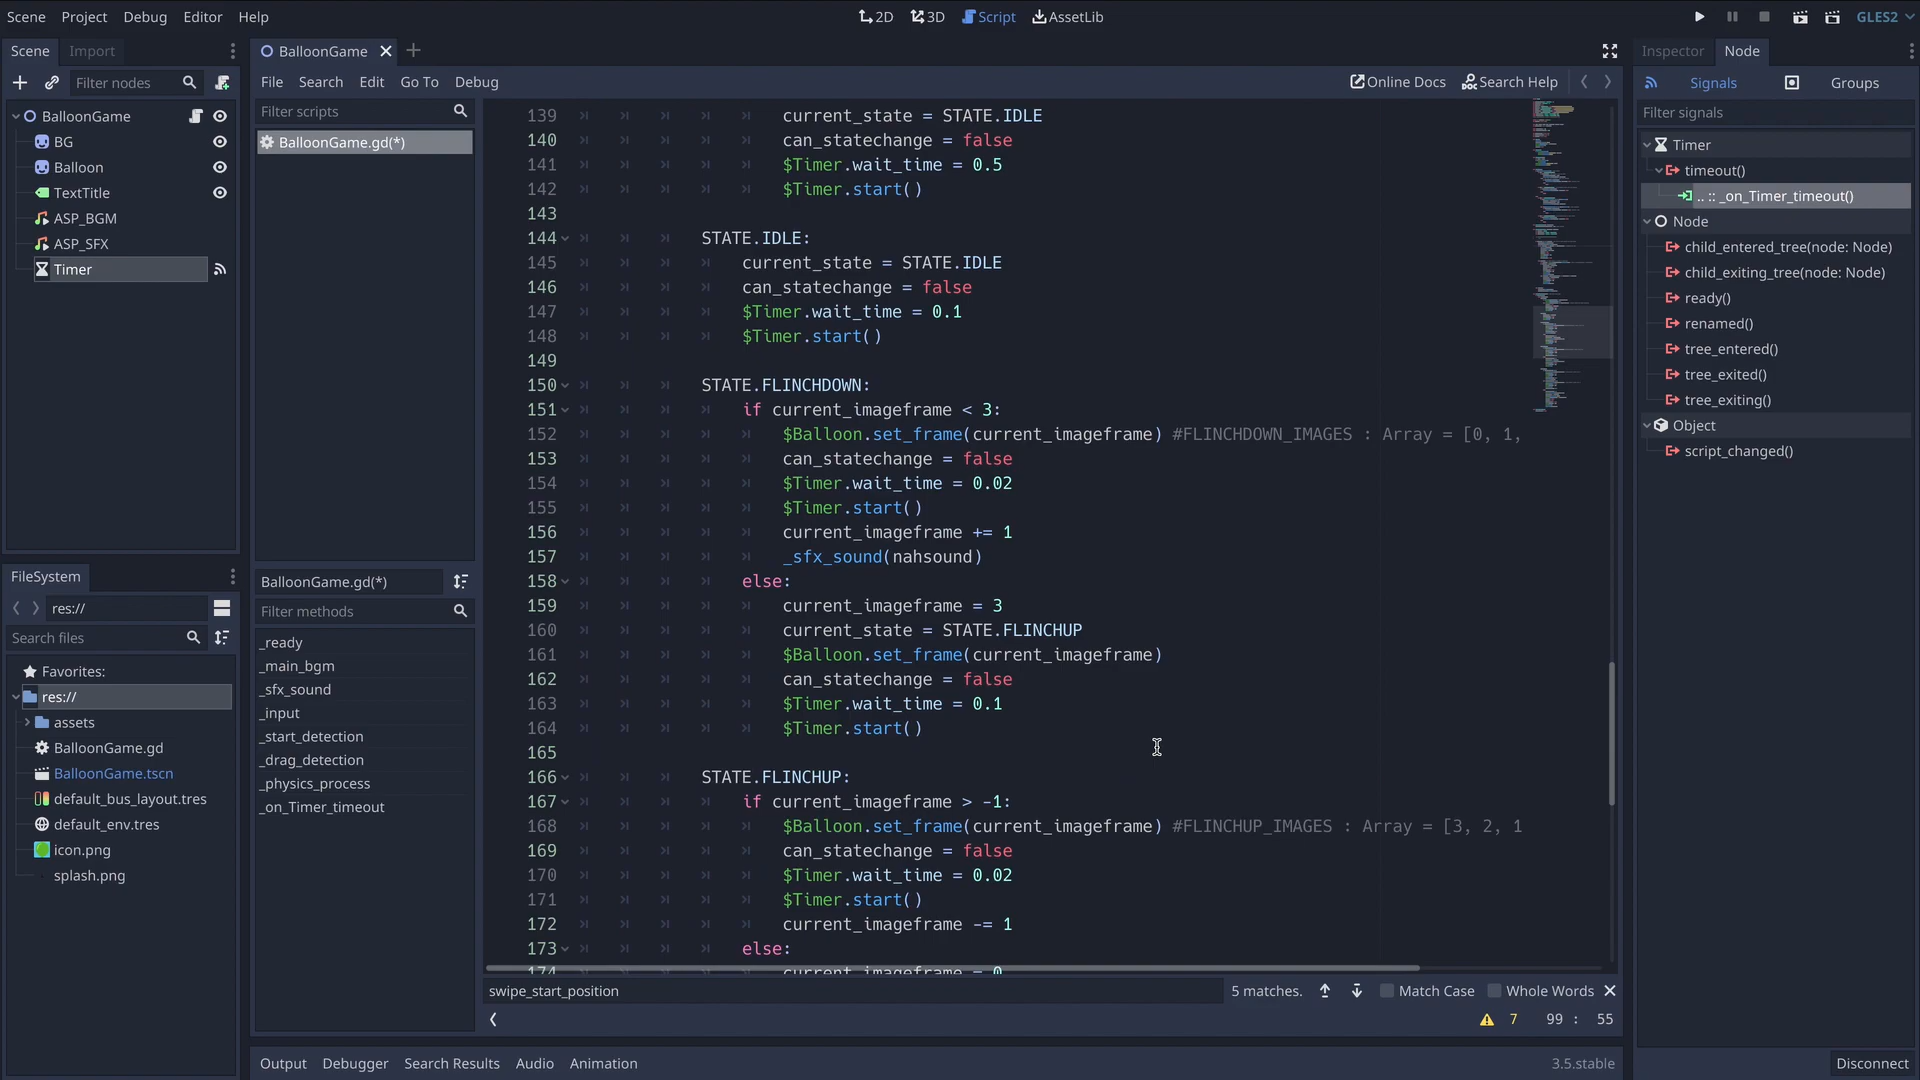 Scene Project Debug Editor Help
2D 3D Script AssetLib
GLES2
Scene Import
Filter nodes
BalloonGame
BG
Balloon
TextTitle
ASP_BGM
ASP_SFX
Timer
FileSystem
res://
Search files
Favorites:
res://
assets
BalloonGame.gd
BalloonGame.tscn
default_bus_layout.tres
default_env.tres
icon.png
splash.png
BalloonGame
File Search Edit Go To Debug
Online Docs Search Help
Filter scripts
BalloonGame.gd(*)
BalloonGame.gd(*)
Filter methods
_ready
_main_bgm
_sfx_sound
_input
_start_detection
_drag_detection
_physics_process
_on_Timer_timeout
139 current_state = STATE.IDLE
140 can_statechange = false
141 $Timer.wait_time = 0.5
142 $Timer.start()
143
144 STATE.IDLE:
145 current_state = STATE.IDLE
146 can_statechange = false
147 $Timer.wait_time = 0.1
148 $Timer.start()
149
150 STATE.FLINCHDOWN:
151 if current_imageframe < 3:
152 $Balloon.set_frame(current_imageframe) #FLINCHDOWN_IMAGES : Array = [0, 1,
153 can_statechange = false
154 $Timer.wait_time = 0.02
155 $Timer.start()
156 current_imageframe += 1
157 _sfx_sound(nahsound)
158 else:
159 current_imageframe = 3
160 current_state = STATE.FLINCHUP
161 $Balloon.set_frame(current_imageframe)
162 can_statechange = false
163 $Timer.wait_time = 0.1
164 $Timer.start()
165
166 STATE.FLINCHUP:
167 if current_imageframe > -1:
168 $Balloon.set_frame(current_imageframe) #FLINCHUP_IMAGES : Array = [3, 2, 1
169 can_statechange = false
170 $Timer.wait_time = 0.02
171 $Timer.start()
172 current_imageframe -= 1
173 else:
174 current_imageframe = 0
swipe_start_position
5 matches. Match Case Whole Words
7 99 : 55
Output Debugger Search Results Audio Animation
3.5.stable
Inspector Node
Signals Groups
Filter signals
Timer
timeout()
.. :: _on_Timer_timeout()
Node
child_entered_tree(node: Node)
child_exiting_tree(node: Node)
ready()
renamed()
tree_entered()
tree_exited()
tree_exiting()
Object
script_changed()
Disconnect